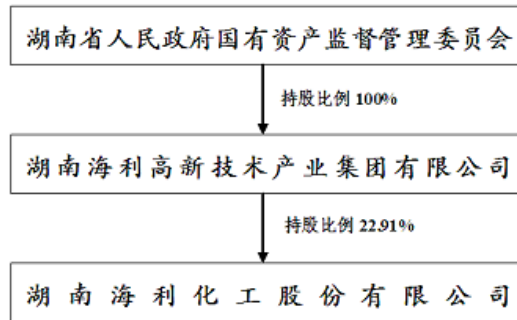 湖南省人民政府国有资产监督管理委员会
持股比例 100%
湖南海利高新技术产业集团有限公司
持股比例 22.91%
湖南海利化工股份有限公司